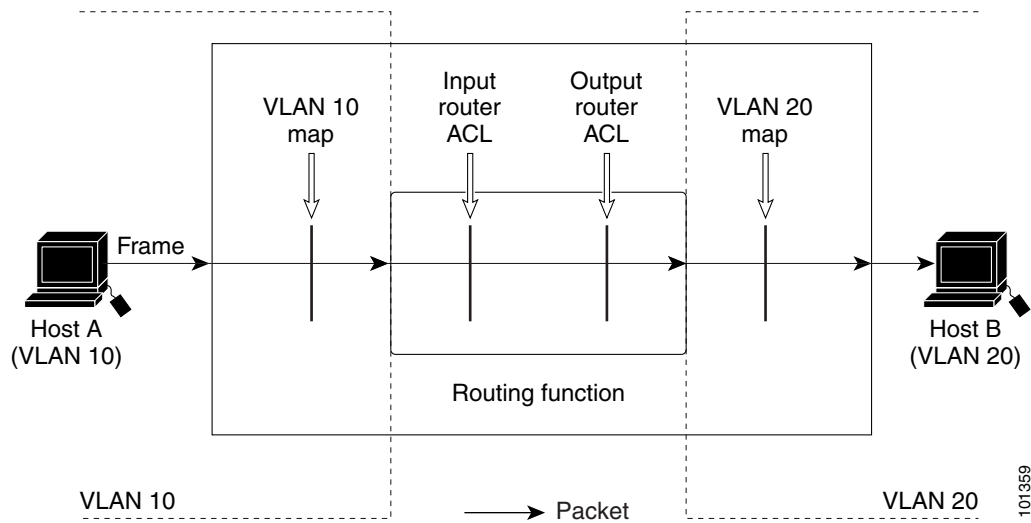 VLAN 10
map
Input
router
ACL
Output
router
ACL
VLAN 20
map
Frame
Host A
(VLAN 10)
Host B
(VLAN 20)
Routing function
VLAN 10
Packet
VLAN 20
101359